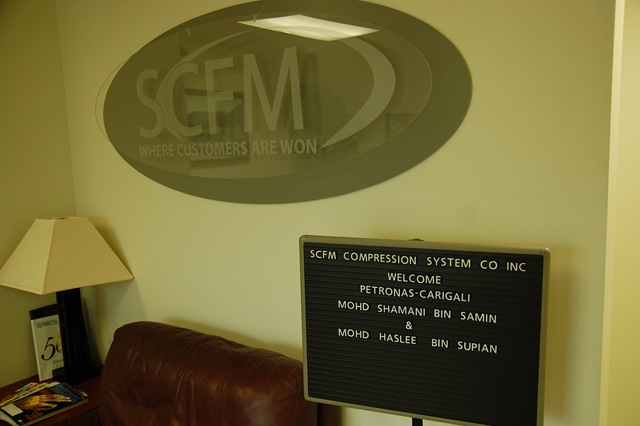 SCFM
WHERE CUSTOMERS ARE WON
SCFM COMPRESSION SYSTEM CO INC
WELCOME
PETRONAS-CARIGALI
MOHD SHAMANI BIN SAMIN
&
MOHD HASLEE BIN SUPIAN